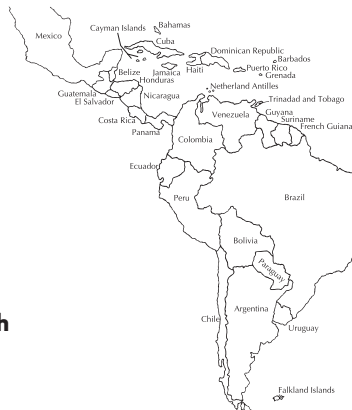 Bahamas
Cayman Islands
Mexico
Cuba
Dominican Republic
Barbados
Belize
Jamaica
Haiti
Puerto Rico
Grenada
Honduras
Guatemala
El Salvador
Nicaragua
Netherland Antilles
Trinadad and Tobago
Costa Rica
Panama
Venezuela
Guyana
Suriname
French Guiana
Colombia
Ecuador
Peru
Brazil
Bolivia
Paraguay
Chile
Argentina
Uruguay
h
Falkland Islands